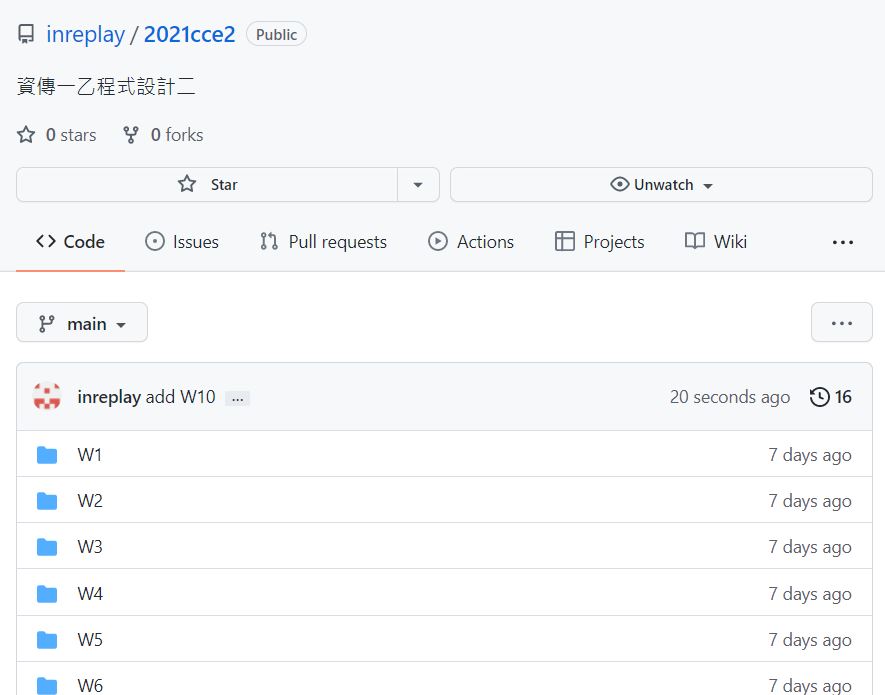 inreplay / 2021cce2 Public
資傳一乙程式設計二
0 stars 0 forks
Star Unwatch
Code Issues Pull requests Actions Projects Wiki ...
main ...
inreplay add W10 ... 20 seconds ago 16
W1 7 days ago
W2 7 days ago
W3 7 days ago
W4 7 days ago
W5 7 days ago
W6 7 days ago